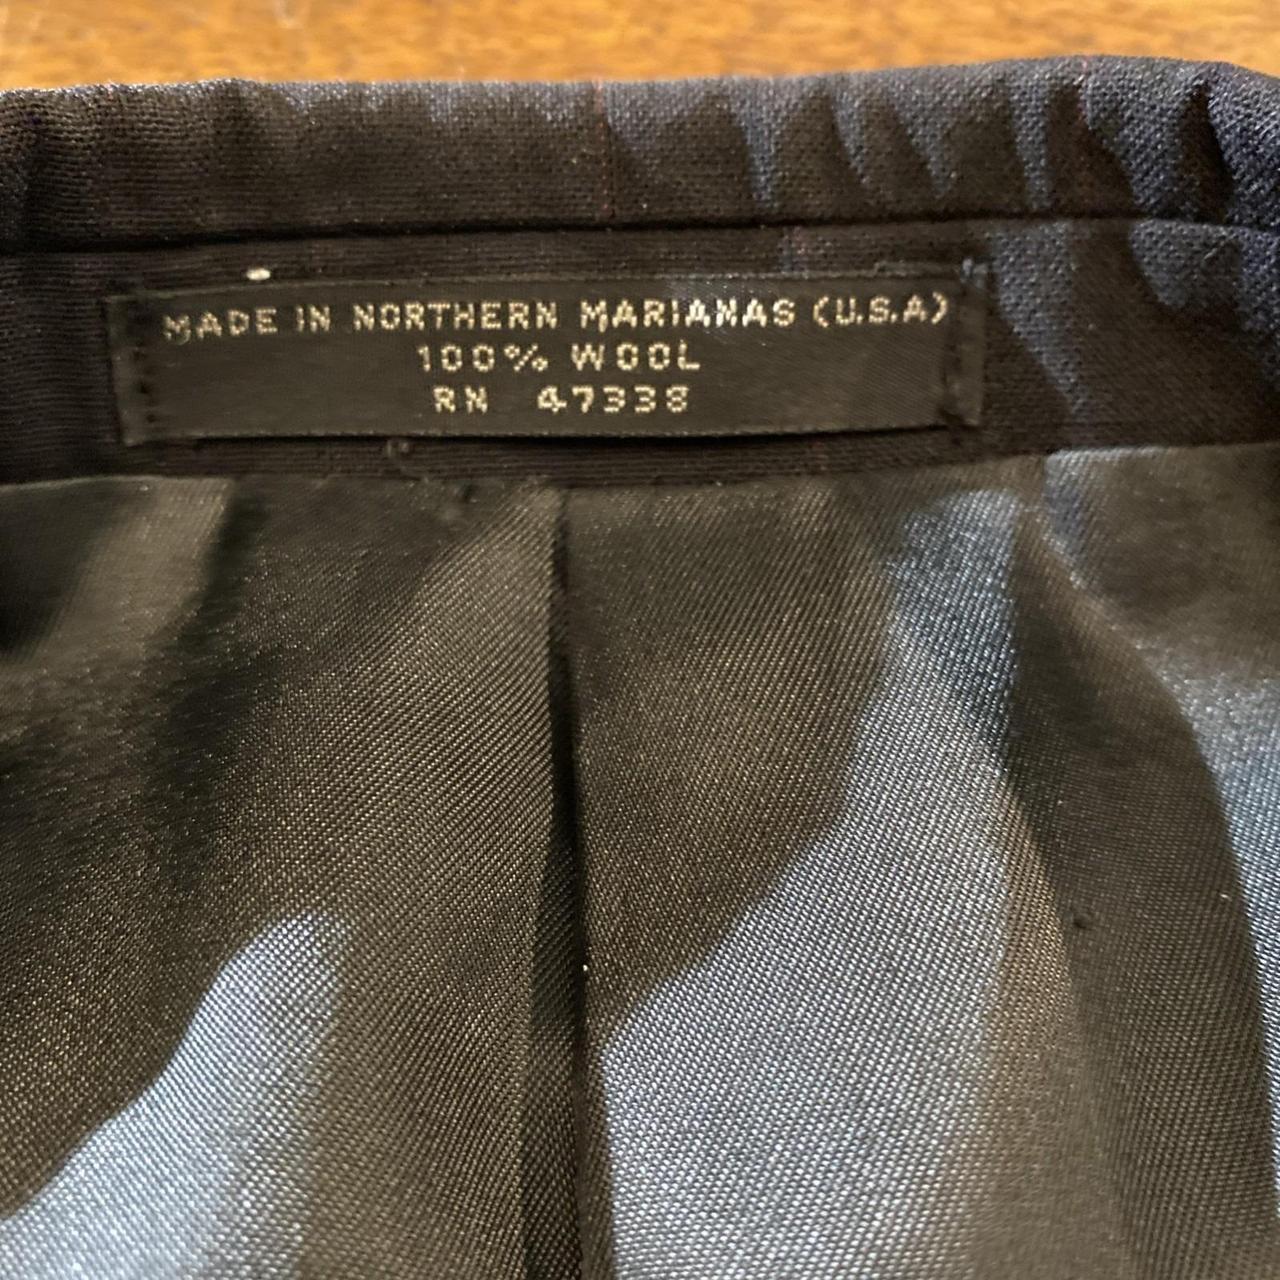 MADE IN NORTHERN MARIANAS (U.S.A)
100% WOOL
RN 47338